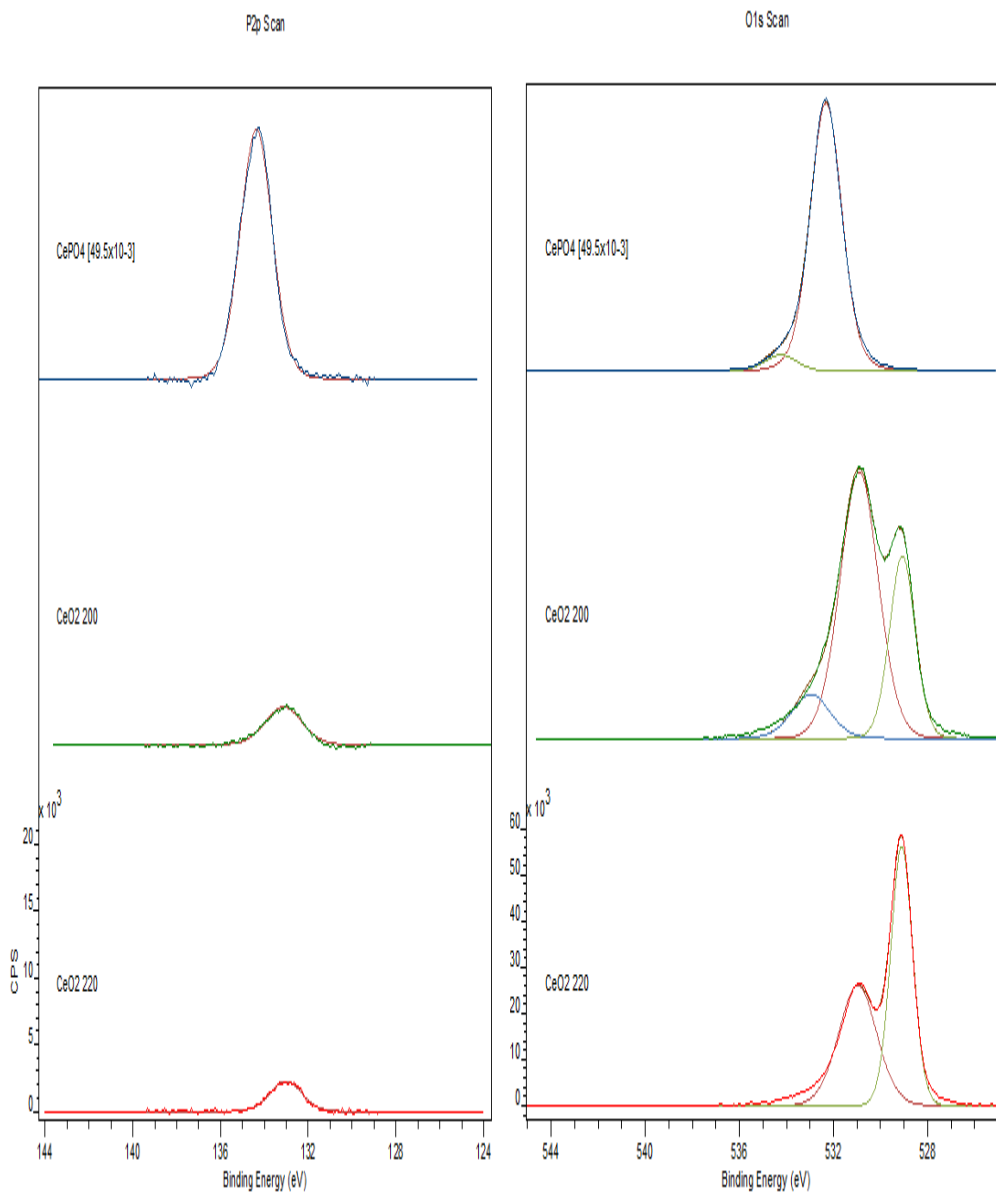 P2p Scan
O1s Scan
CePO4 [49.5x10-3]
CePO4 [49.5x10-3]
CeO2 200
CeO2 200
x 10^3
x 10^3
20
15
10
5
0
CPS
60
50
40
30
20
10
0
CeO2 220
CeO2 220
144 140 136 132 128 124
544 540 536 532 528
Binding Energy (eV)
Binding Energy (eV)